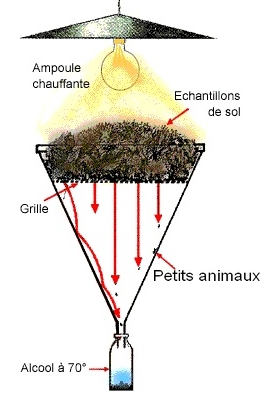 Ampoule
chauffante
Echantillons
de sol
Grille
Petits animaux
Alcool à 70°